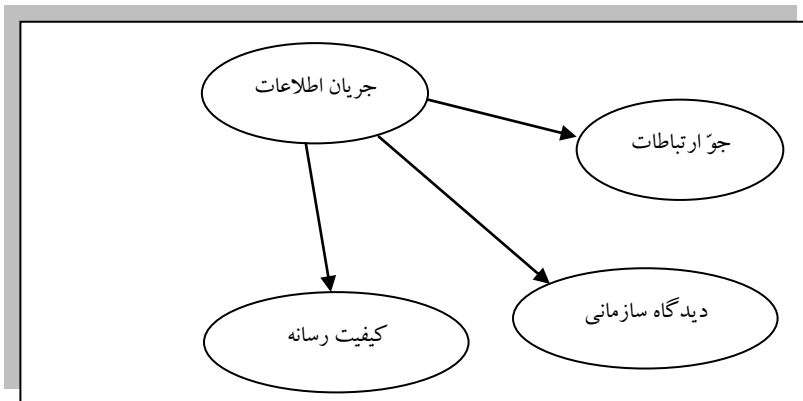 جریان اطلاعات
جوّ ارتباطات
دیدگاه سازمانی
کیفیت رسانه